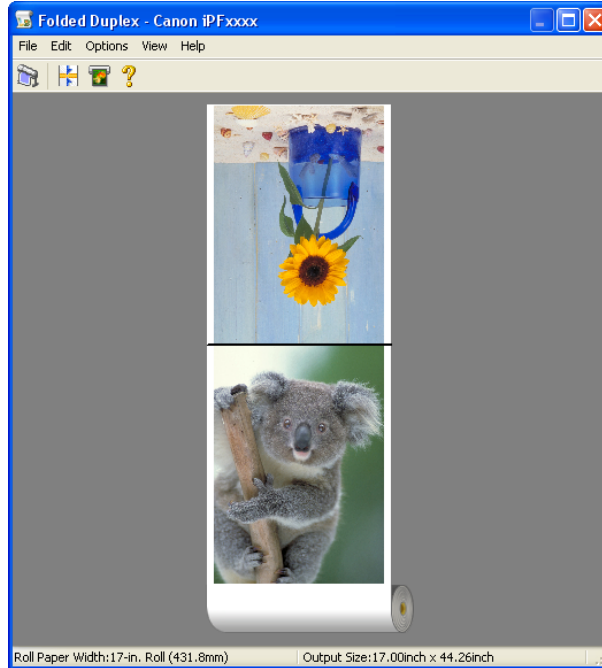 Folded Duplex - Canon iPFxxxx
File Edit Options View Help
Roll Paper Width:17-in. Roll (431.8mm) Output Size:17.00inch x 44.26inch